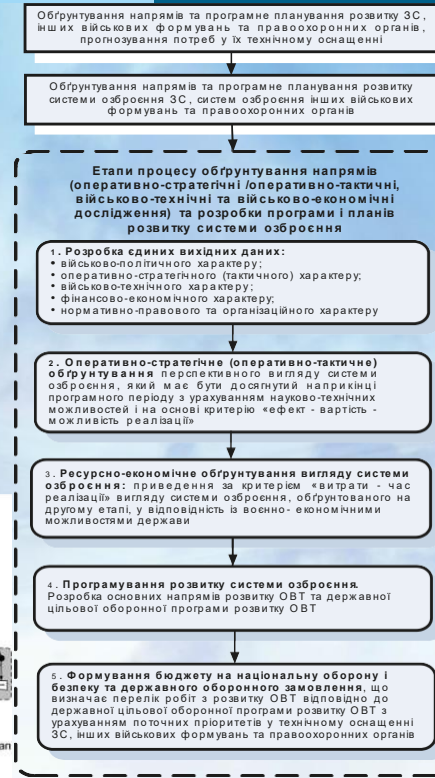 Обґрунтування напрямів та програмне планування розвитку ЗС,
інших військових формувань та правоохоронних органів,
прогнозування потреб у їх технічному оснащенні
Обґрунтування напрямів та програмне планування розвитку
системи озброєння ЗС, систем озброєння інших військових
формувань та правоохоронних органів
Етапи процесу обґрунтування напрямів
(оперативно-стратегічні /оперативно-тактичні,
військово-технічні та військово-економічні
дослідження) та розробки програми і планів
розвитку системи озброєння
1. Розробка єдиних вихідних даних:
• військово-політичного характеру;
• оперативно-стратегічного (тактичного) характеру;
• військово-технічного характеру;
• фінансово-економічного характеру;
• нормативно-правового та організаційного характеру
2. Оперативно-стратегічне (оперативно-тактичне)
обґрунтування перспективного вигляду системи
озброєння, який має бути досягнутий наприкінці
програмного періоду з урахуванням науково-технічних
можливостей і на основі критерію «ефект - вартість -
можливість реалізації»
3. Ресурсно-економічне обґрунтування вигляду системи
озброєння: приведення за критерієм «витрати - час
реалізації» вигляду системи озброєння, обґрунтованого на
другому етапі, у відповідність із воєнно- економічними
можливостями держави
4. Програмування розвитку системи озброєння.
Розробка основних напрямів розвитку ОВТ та державної
цільової оборонної програми розвитку ОВТ
5. Формування бюджету на національну оборону і
безпеку та державного оборонного замовлення, що
визначає перелік робіт з розвитку ОВТ відповідно до
державної цільової оборонної програми розвитку ОВТ з
урахуванням поточних пріоритетів у технічному оснащенні
ЗС, інших військових формувань та правоохоронних органів